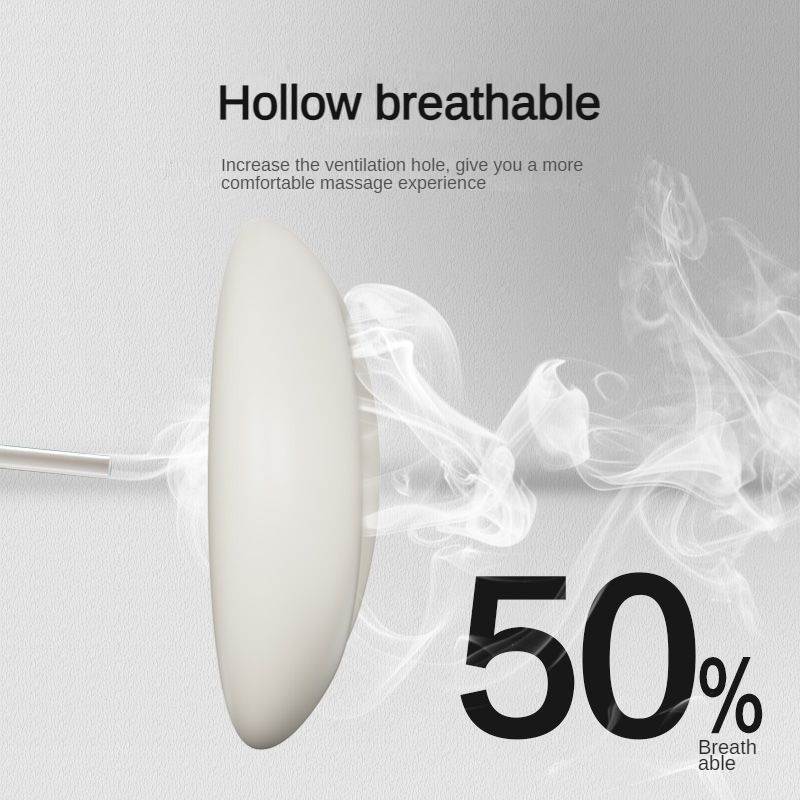 Hollow breathable
Increase the ventilation hole, give you a more
comfortable massage experience
50%
Breath
able